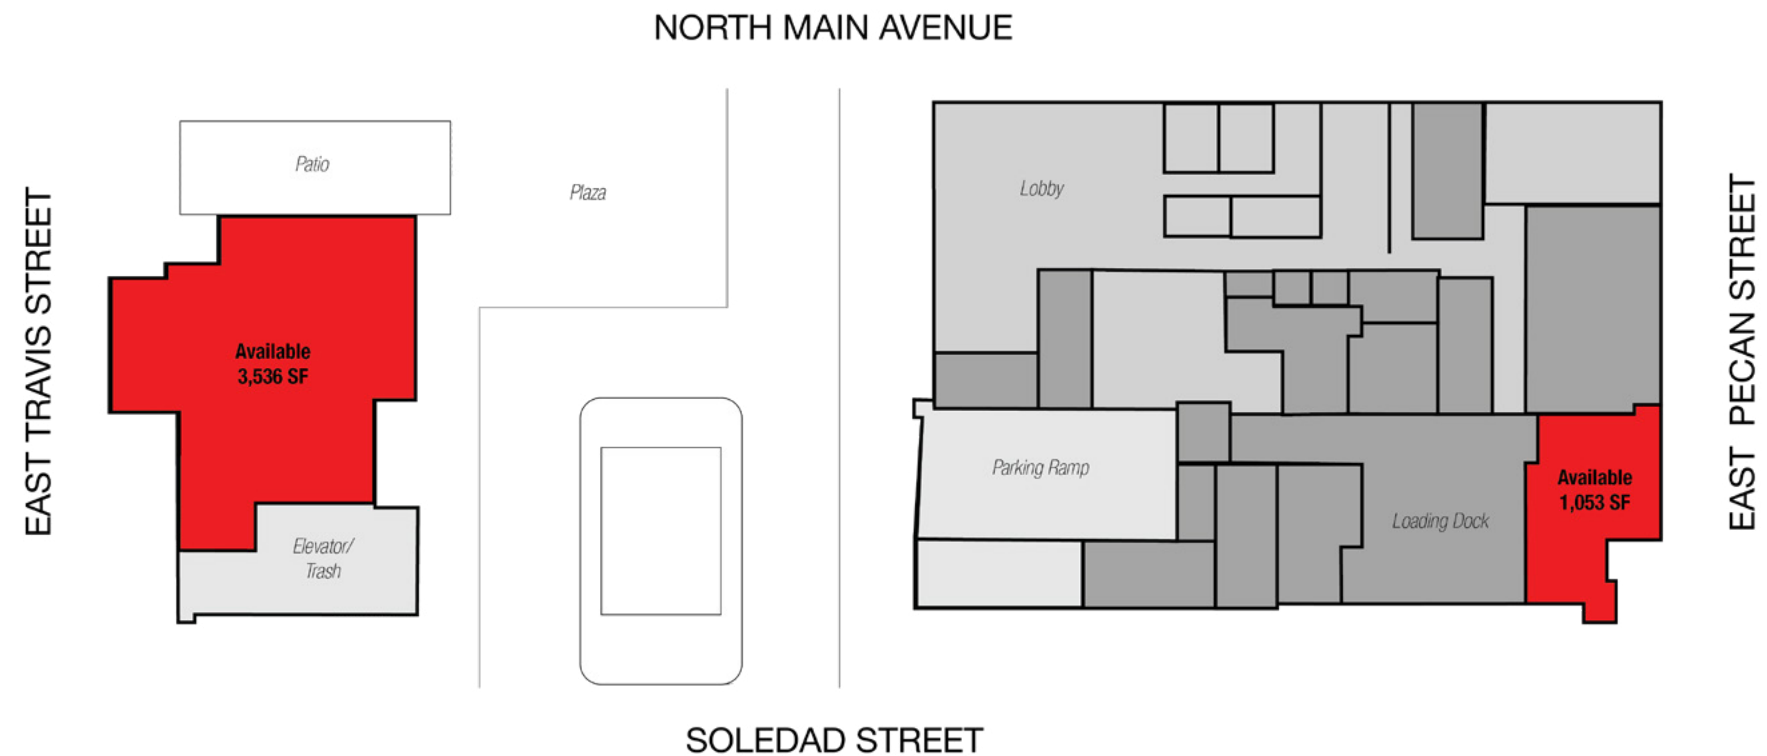 NORTH MAIN AVENUE
EAST TRAVIS STREET
Patio
Plaza
Available
3,536 SF
Elevator/
Trash
Lobby
Parking Ramp
Loading Dock
Available
1,053 SF
EAST PECAN STREET
SOLEDAD STREET